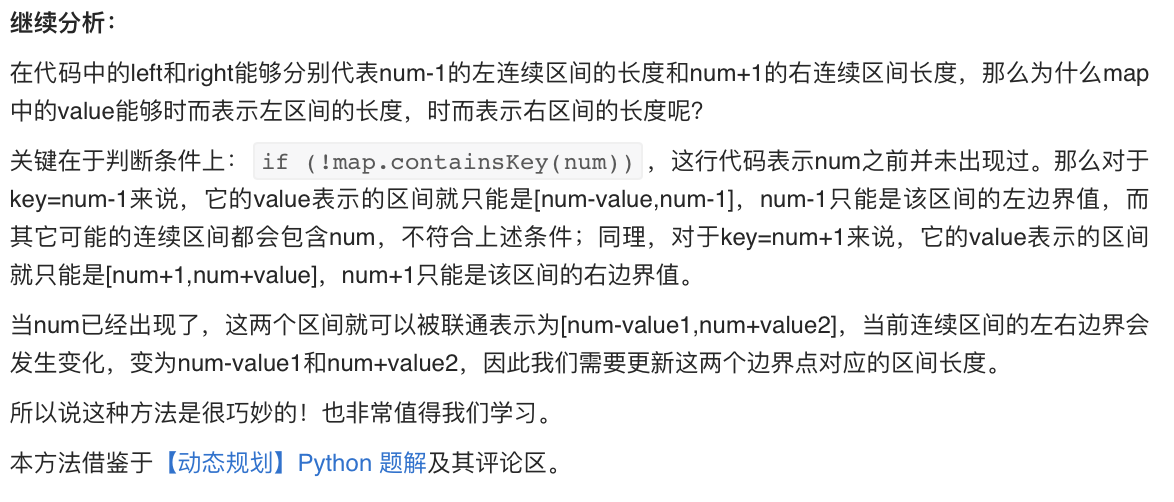 继续分析：
在代码中的left和right能够分别代表num-1的左连续区间的长度和num+1的右连续区间长度，那么为什么map
中的value能够时而表示左区间的长度，时而表示右区间的长度呢？
关键在于判断条件上： if (!map.containsKey(num)) ，这行代码表示num之前并未出现过。那么对于
key=num-1来说，它的value表示的区间就只能是[num-value,num-1]，num-1只能是该区间的左边界值，而
其它可能的连续区间都会包含num，不符合上述条件；同理，对于key=num+1来说，它的value表示的区间
就只能是[num+1,num+value]，num+1只能是该区间的右边界值。
当num已经出现了，这两个区间就可以被联通表示为[num-value1,num+value2]，当前连续区间的左右边界会
发生变化，变为num-value1和num+value2，因此我们需要更新这两个边界点对应的区间长度。
所以说这种方法是很巧妙的！也非常值得我们学习。
本方法借鉴于【动态规划】Python 题解及其评论区。